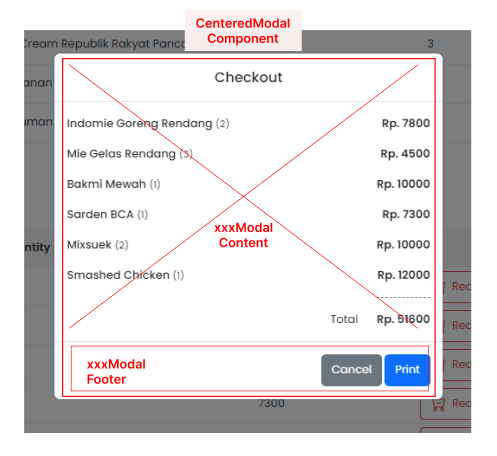 CenteredModal
Component
Cream Republik Rakyat Panc
3
anan
uman
Checkout
Indomie Goreng Rendang (2) Rp. 7800
Mie Gelas Rendang (3) Rp. 4500
Bakmi Mewah (1) Rp. 10000
Sarden BCA (1) Rp. 7300
xxxModal
Content
ntity
Mixsuek (2) Rp. 10000
Smashed Chicken (1) Rp. 12000
Rec
----------
Total Rp. 51600
Rec
xxxModal
Footer
Cancel Print
Rec
7300
Rec